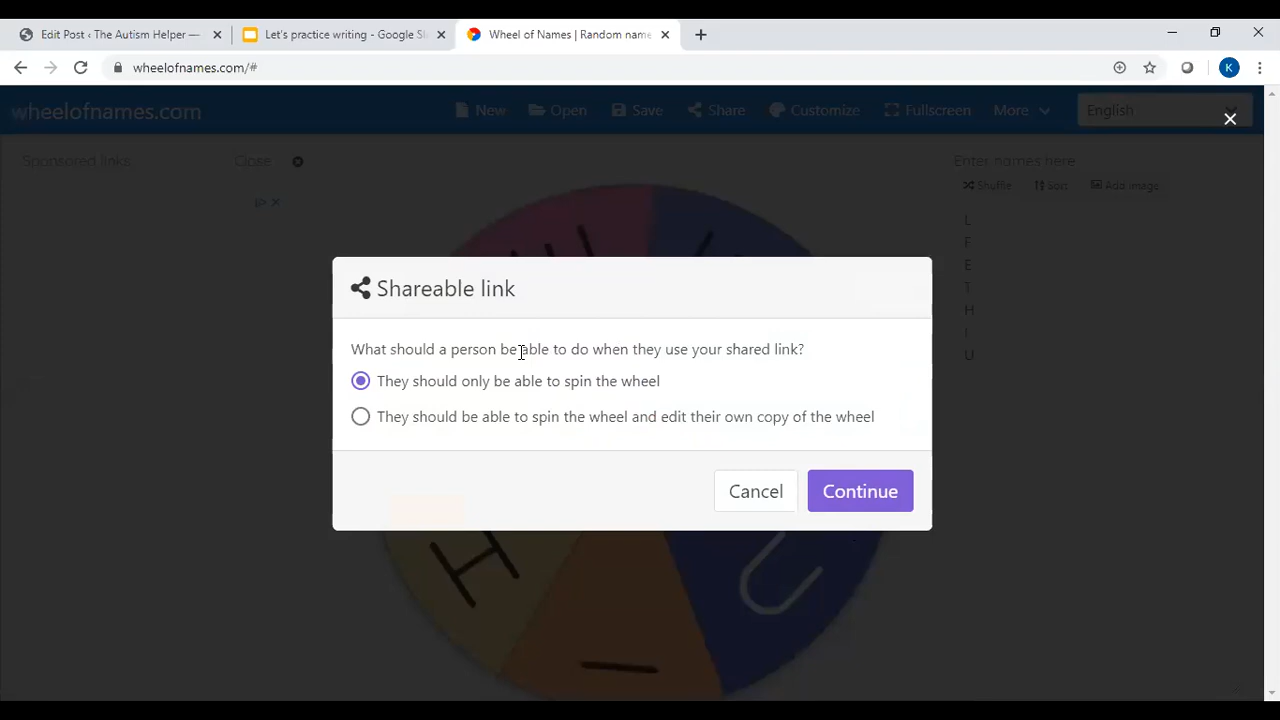 Edit Post ‹ The Autism Helper —
Let's practice writing - Google Sl
Wheel of Names | Random name
wheelofnames.com/#
K
wheelofnames.com
New
Open
Save
Share
Customize
Fullscreen
More
English
Sponsored links
Close
Enter names here
Shuffle
Sort
Add image
L
F
E
T
H
I
U
Shareable link
What should a person be able to do when they use your shared link?
They should only be able to spin the wheel
They should be able to spin the wheel and edit their own copy of the wheel
Cancel
Continue
H
U
I